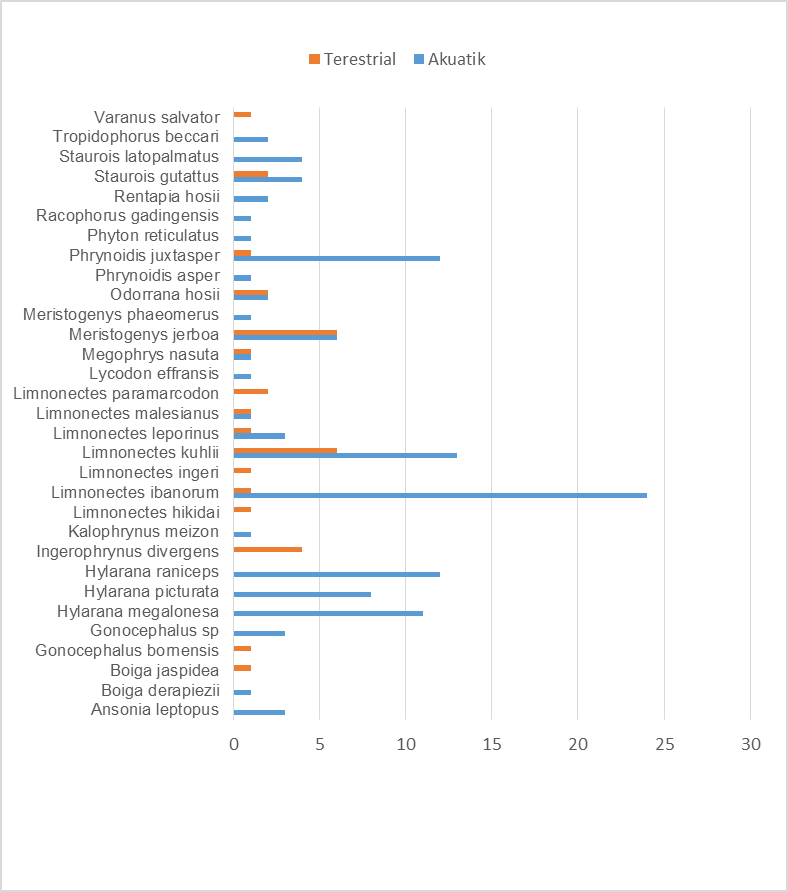 Terestrial Akuatik
Varanus salvator
Tropidophorus beccari
Staurois latopalmatus
Staurois gutattus
Rentapia hosii
Racophorus gadingensis
Phyton reticulatus
Phrynoidis juxtasper
Phrynoidis asper
Odorrana hosii
Meristogenys phaeomerus
Meristogenys jerboa
Megophrys nasuta
Lycodon effransis
Limnonectes paramarcodon
Limnonectes malesianus
Limnonectes leporinus
Limnonectes kuhlii
Limnonectes ingeri
Limnonectes ibanorum
Limnonectes hikidai
Kalophrynus meizon
Ingerophrynus divergens
Hylarana raniceps
Hylarana picturata
Hylarana megalonesa
Gonocephalus sp
Gonocephalus bornensis
Boiga jaspidea
Boiga derapiezii
Ansonia leptopus
0 5 10 15 20 25 30